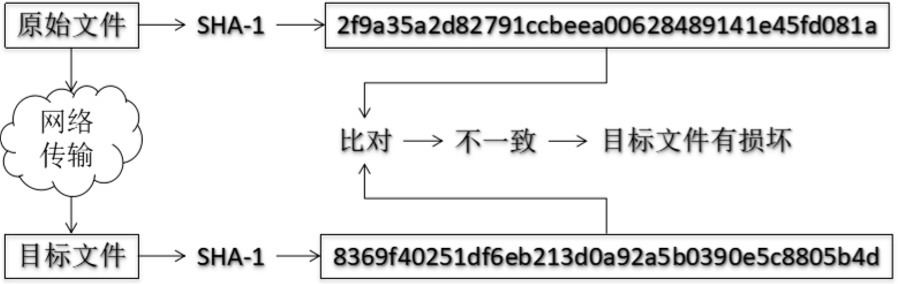 原始文件
SHA-1
2f9a35a2d82791ccbeea00628489141e45fd081a
网络
传输
比对
不一致
目标文件有损坏
目标文件
SHA-1
8369f40251df6eb213d0a92a5b0390e5c8805b4d